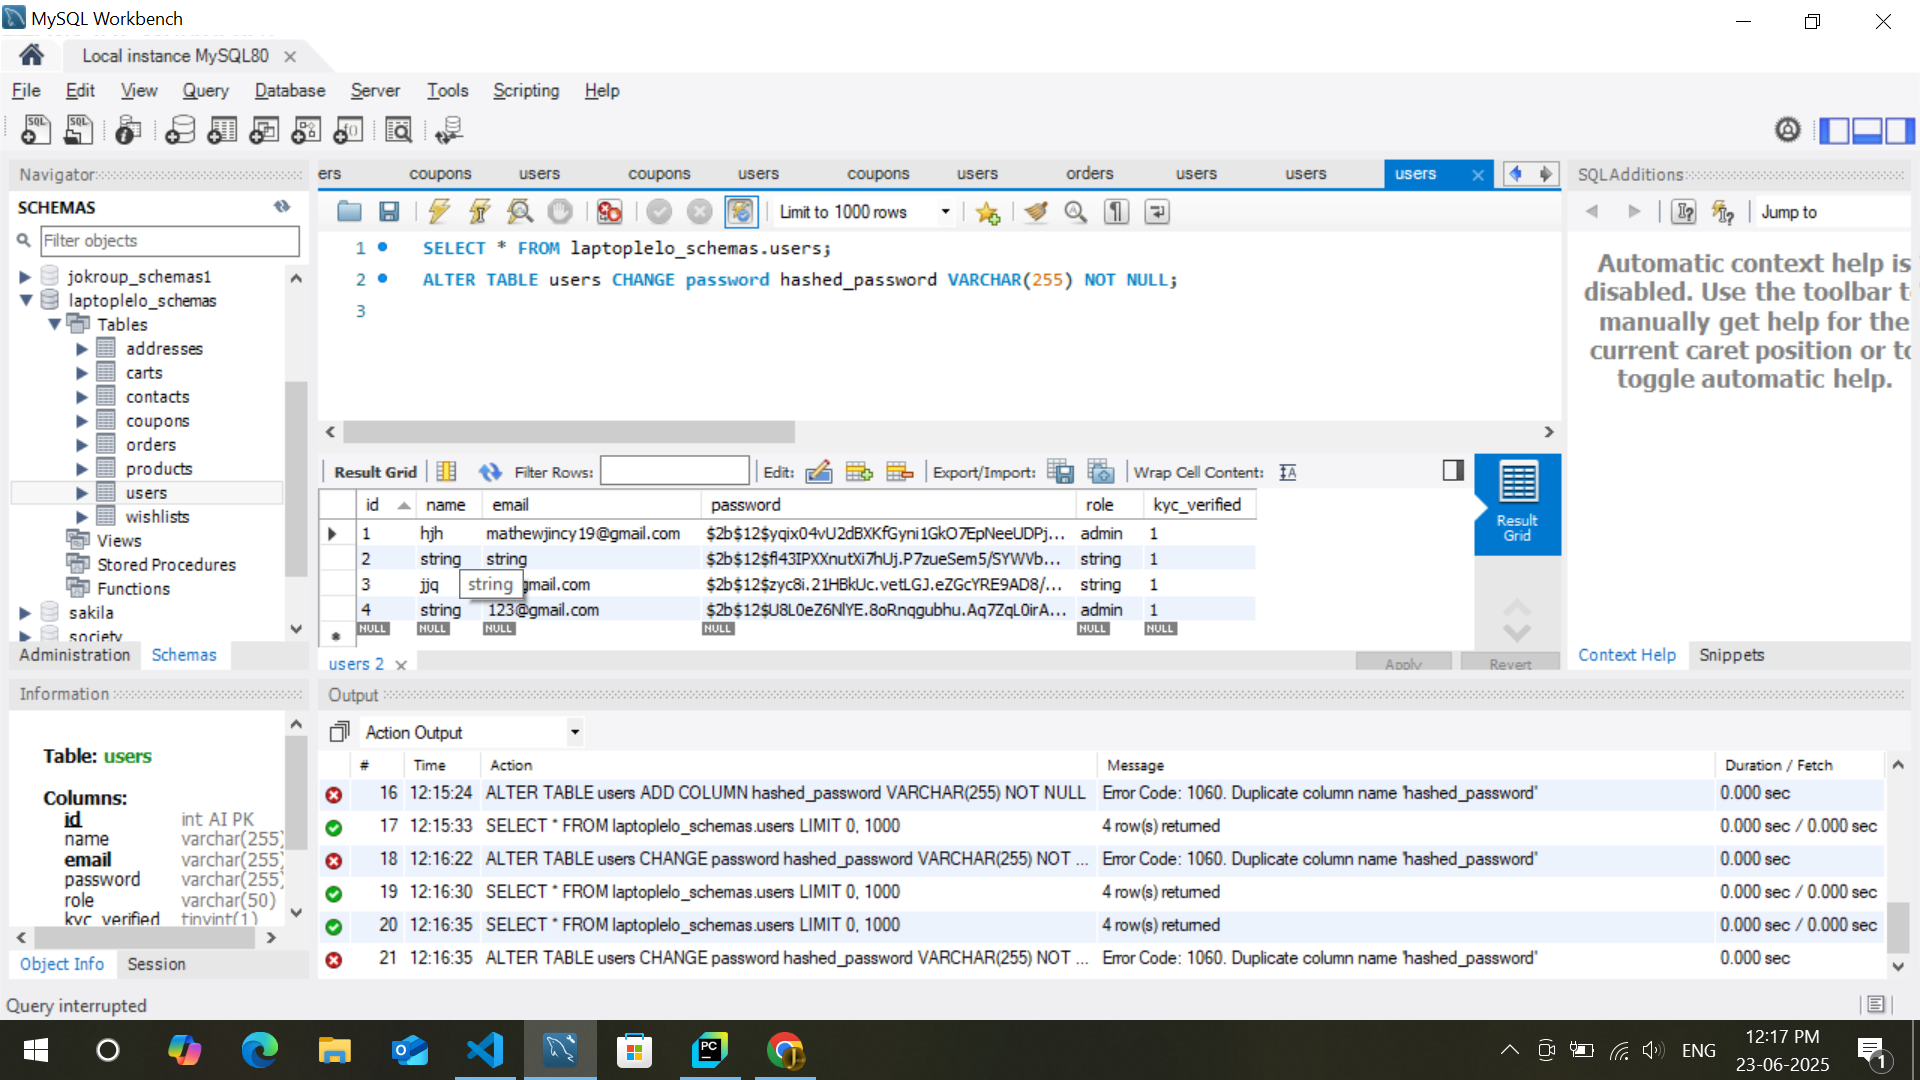 MySQL Workbench
Local instance MySQL80
File Edit View Query Database Server Tools Scripting Help
Navigator
SCHEMAS
Filter objects
jokroup_schemas1
laptoplelo_schemas
Tables
addresses
carts
contacts
coupons
orders
products
users
wishlists
Views
Stored Procedures
Functions
sakila
society
Administration Schemas
Information
Table: users
Columns:
id int AI PK
name varchar(255)
email varchar(255)
password varchar(255)
role varchar(50)
kyc_verified tinyint(1)
Object Info Session
Query interrupted
ers coupons users coupons users coupons users orders users users users
Limit to 1000 rows
1 SELECT * FROM laptoplelo_schemas.users;
2 ALTER TABLE users CHANGE password hashed_password VARCHAR(255) NOT NULL;
3
Result Grid Filter Rows: Edit: Export/Import: Wrap Cell Content:
id name email password role kyc_verified
1 hjh mathewjincy19@gmail.com $2b$12$yqix04vU2dBXKfGyni1GkO7EpNeeUDPj... admin 1
2 string string $2b$12$fl43IPXXnutXi7hUj.P7zueSem5/SYWVb... string 1
3 jjq string gmail.com $2b$12$zyc8i.21HBkUc.vetLGJ.eZGcYRE9AD8/... string 1
4 string 123@gmail.com $2b$12$U8L0eZ6NlYE.8oRnqgubhu.Aq7ZqL0irA... admin 1
NULL NULL NULL NULL NULL NULL
Result
Grid
users 2 Apply Revert
SQLAdditions
Jump to
Automatic context help is
disabled. Use the toolbar t
manually get help for the
current caret position or to
toggle automatic help.
Context Help Snippets
Output
Action Output
# Time Action Message Duration / Fetch
16 12:15:24 ALTER TABLE users ADD COLUMN hashed_password VARCHAR(255) NOT NULL Error Code: 1060. Duplicate column name 'hashed_password' 0.000 sec
17 12:15:33 SELECT * FROM laptoplelo_schemas.users LIMIT 0, 1000 4 row(s) returned 0.000 sec / 0.000 sec
18 12:16:22 ALTER TABLE users CHANGE password hashed_password VARCHAR(255) NOT ... Error Code: 1060. Duplicate column name 'hashed_password' 0.000 sec
19 12:16:30 SELECT * FROM laptoplelo_schemas.users LIMIT 0, 1000 4 row(s) returned 0.000 sec / 0.000 sec
20 12:16:35 SELECT * FROM laptoplelo_schemas.users LIMIT 0, 1000 4 row(s) returned 0.000 sec / 0.000 sec
21 12:16:35 ALTER TABLE users CHANGE password hashed_password VARCHAR(255) NOT ... Error Code: 1060. Duplicate column name 'hashed_password' 0.000 sec
ENG
12:17 PM
23-06-2025
1